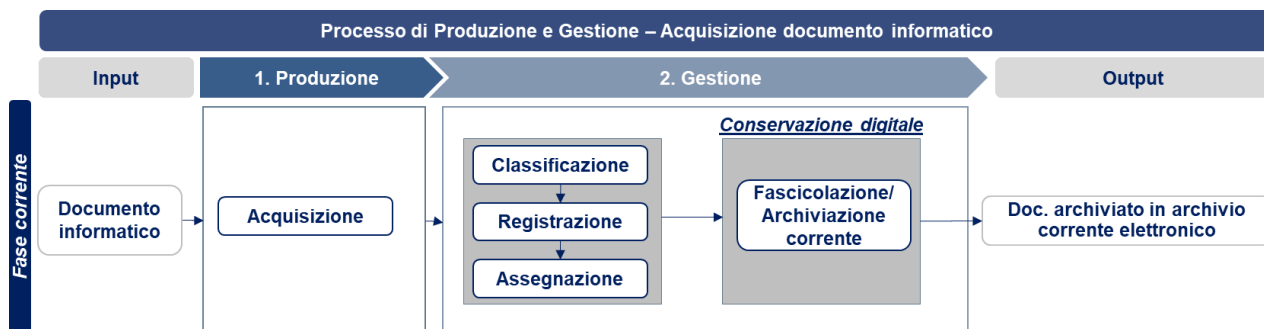 Processo di Produzione e Gestione – Acquisizione documento informatico
Input
1. Produzione
2. Gestione
Output
Fase corrente
Documento
informatico
Acquisizione
Classificazione
Registrazione
Assegnazione
Conservazione digitale
Fascicolazione/
Archiviazione
corrente
Doc. archiviato in archivio
corrente elettronico